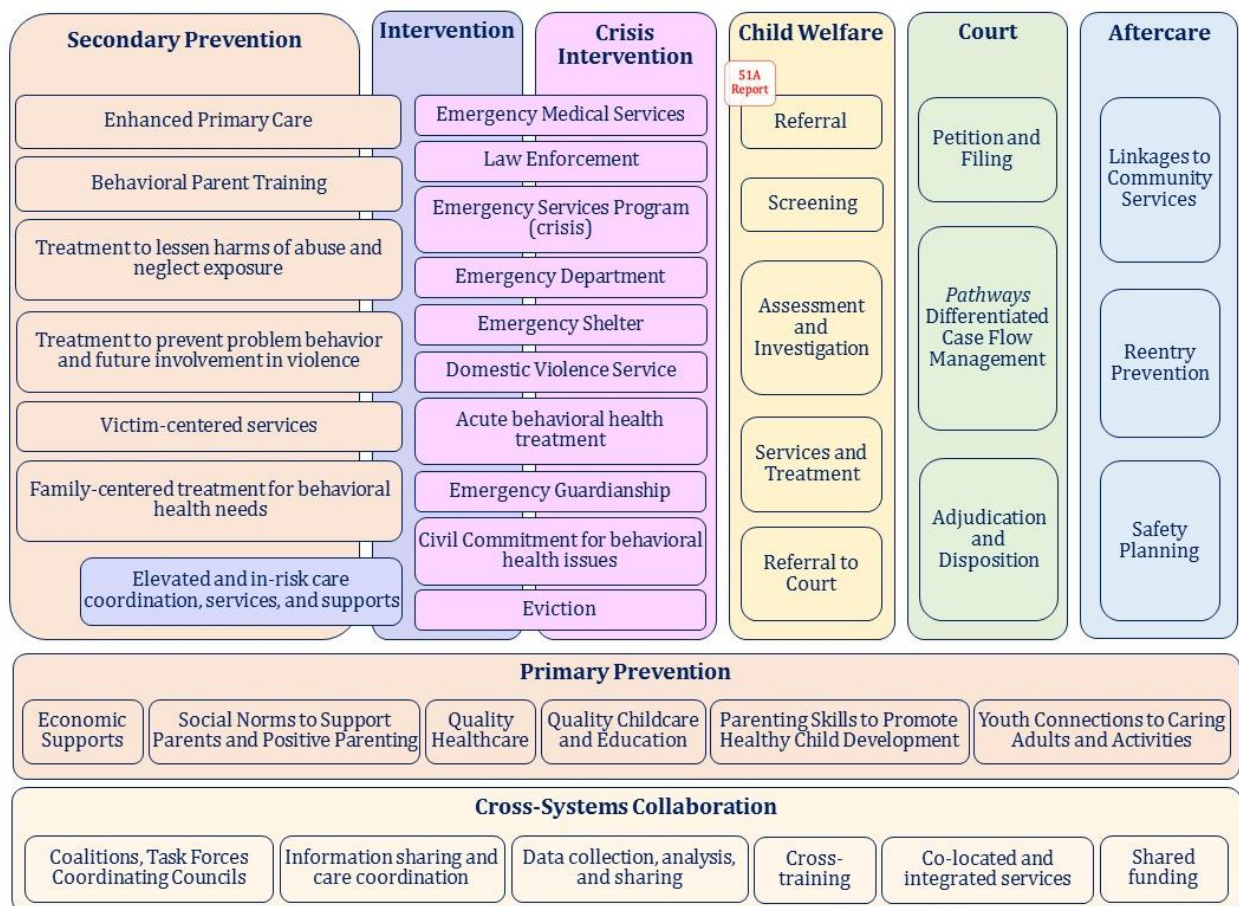 Secondary Prevention
Enhanced Primary Care
Behavioral Parent Training
Treatment to lessen harms of abuse and
neglect exposure
Treatment to prevent problem behavior
and future involvement in violence
Victim-centered services
Family-centered treatment for behavioral
health needs
Elevated and in-risk care
coordination, services, and supports
Intervention
Crisis
Intervention
Emergency Medical Services
Law Enforcement
Emergency Services Program
(crisis)
Emergency Department
Emergency Shelter
Domestic Violence Service
Acute behavioral health
treatment
Emergency Guardianship
Civil Commitment for behavioral
health issues
Eviction
Child Welfare
51A
Report
Referral
Screening
Assessment
and
Investigation
Services and
Treatment
Referral to
Court
Court
Petition and
Filing
Pathways
Differentiated
Case Flow
Management
Adjudication
and
Disposition
Aftercare
Linkages to
Community
Services
Reentry
Prevention
Safety
Planning
Primary Prevention
Economic
Supports
Social Norms to Support
Parents and Positive Parenting
Quality
Healthcare
Quality Childcare
and Education
Parenting Skills to Promote
Healthy Child Development
Youth Connections to Caring
Adults and Activities
Cross-Systems Collaboration
Coalitions, Task Forces
Coordinating Councils
Information sharing and
care coordination
Data collection, analysis,
and sharing
Cross-
training
Co-located and
integrated services
Shared
funding